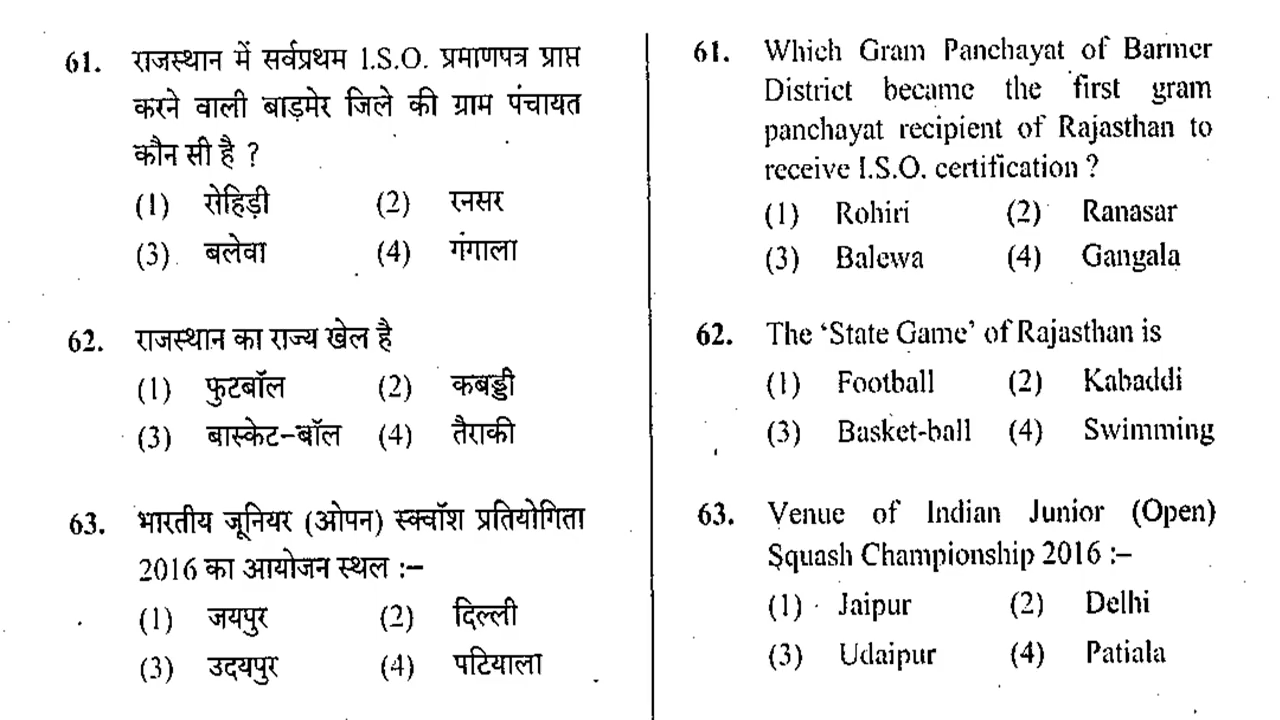 61. राजस्थान में सर्वप्रथम I.S.O. प्रमाणपत्र प्राप्त
करने वाली बाड़मेर जिले की ग्राम पंचायत
कौन सी है ?
(1) रोहिड़ी (2) रनसर
(3) बलेवा (4) गंगाला
62. राजस्थान का राज्य खेल है
(1) फुटबॉल (2) कबड्डी
(3) बास्केट-बॉल (4) तैराकी
63. भारतीय जूनियर (ओपन) स्क्वॉश प्रतियोगिता
2016 का आयोजन स्थल :–
(1) जयपुर (2) दिल्ली
(3) उदयपुर (4) पटियाला
61. Which Gram Panchayat of Barmer
District became the first gram
panchayat recipient of Rajasthan to
receive I.S.O. certification ?
(1) Rohiri (2) Ranasar
(3) Balewa (4) Gangala
62. The ‘State Game’ of Rajasthan is
(1) Football (2) Kabaddi
(3) Basket-ball (4) Swimming
63. Venue of Indian Junior (Open)
Squash Championship 2016 :–
(1) Jaipur (2) Delhi
(3) Udaipur (4) Patiala